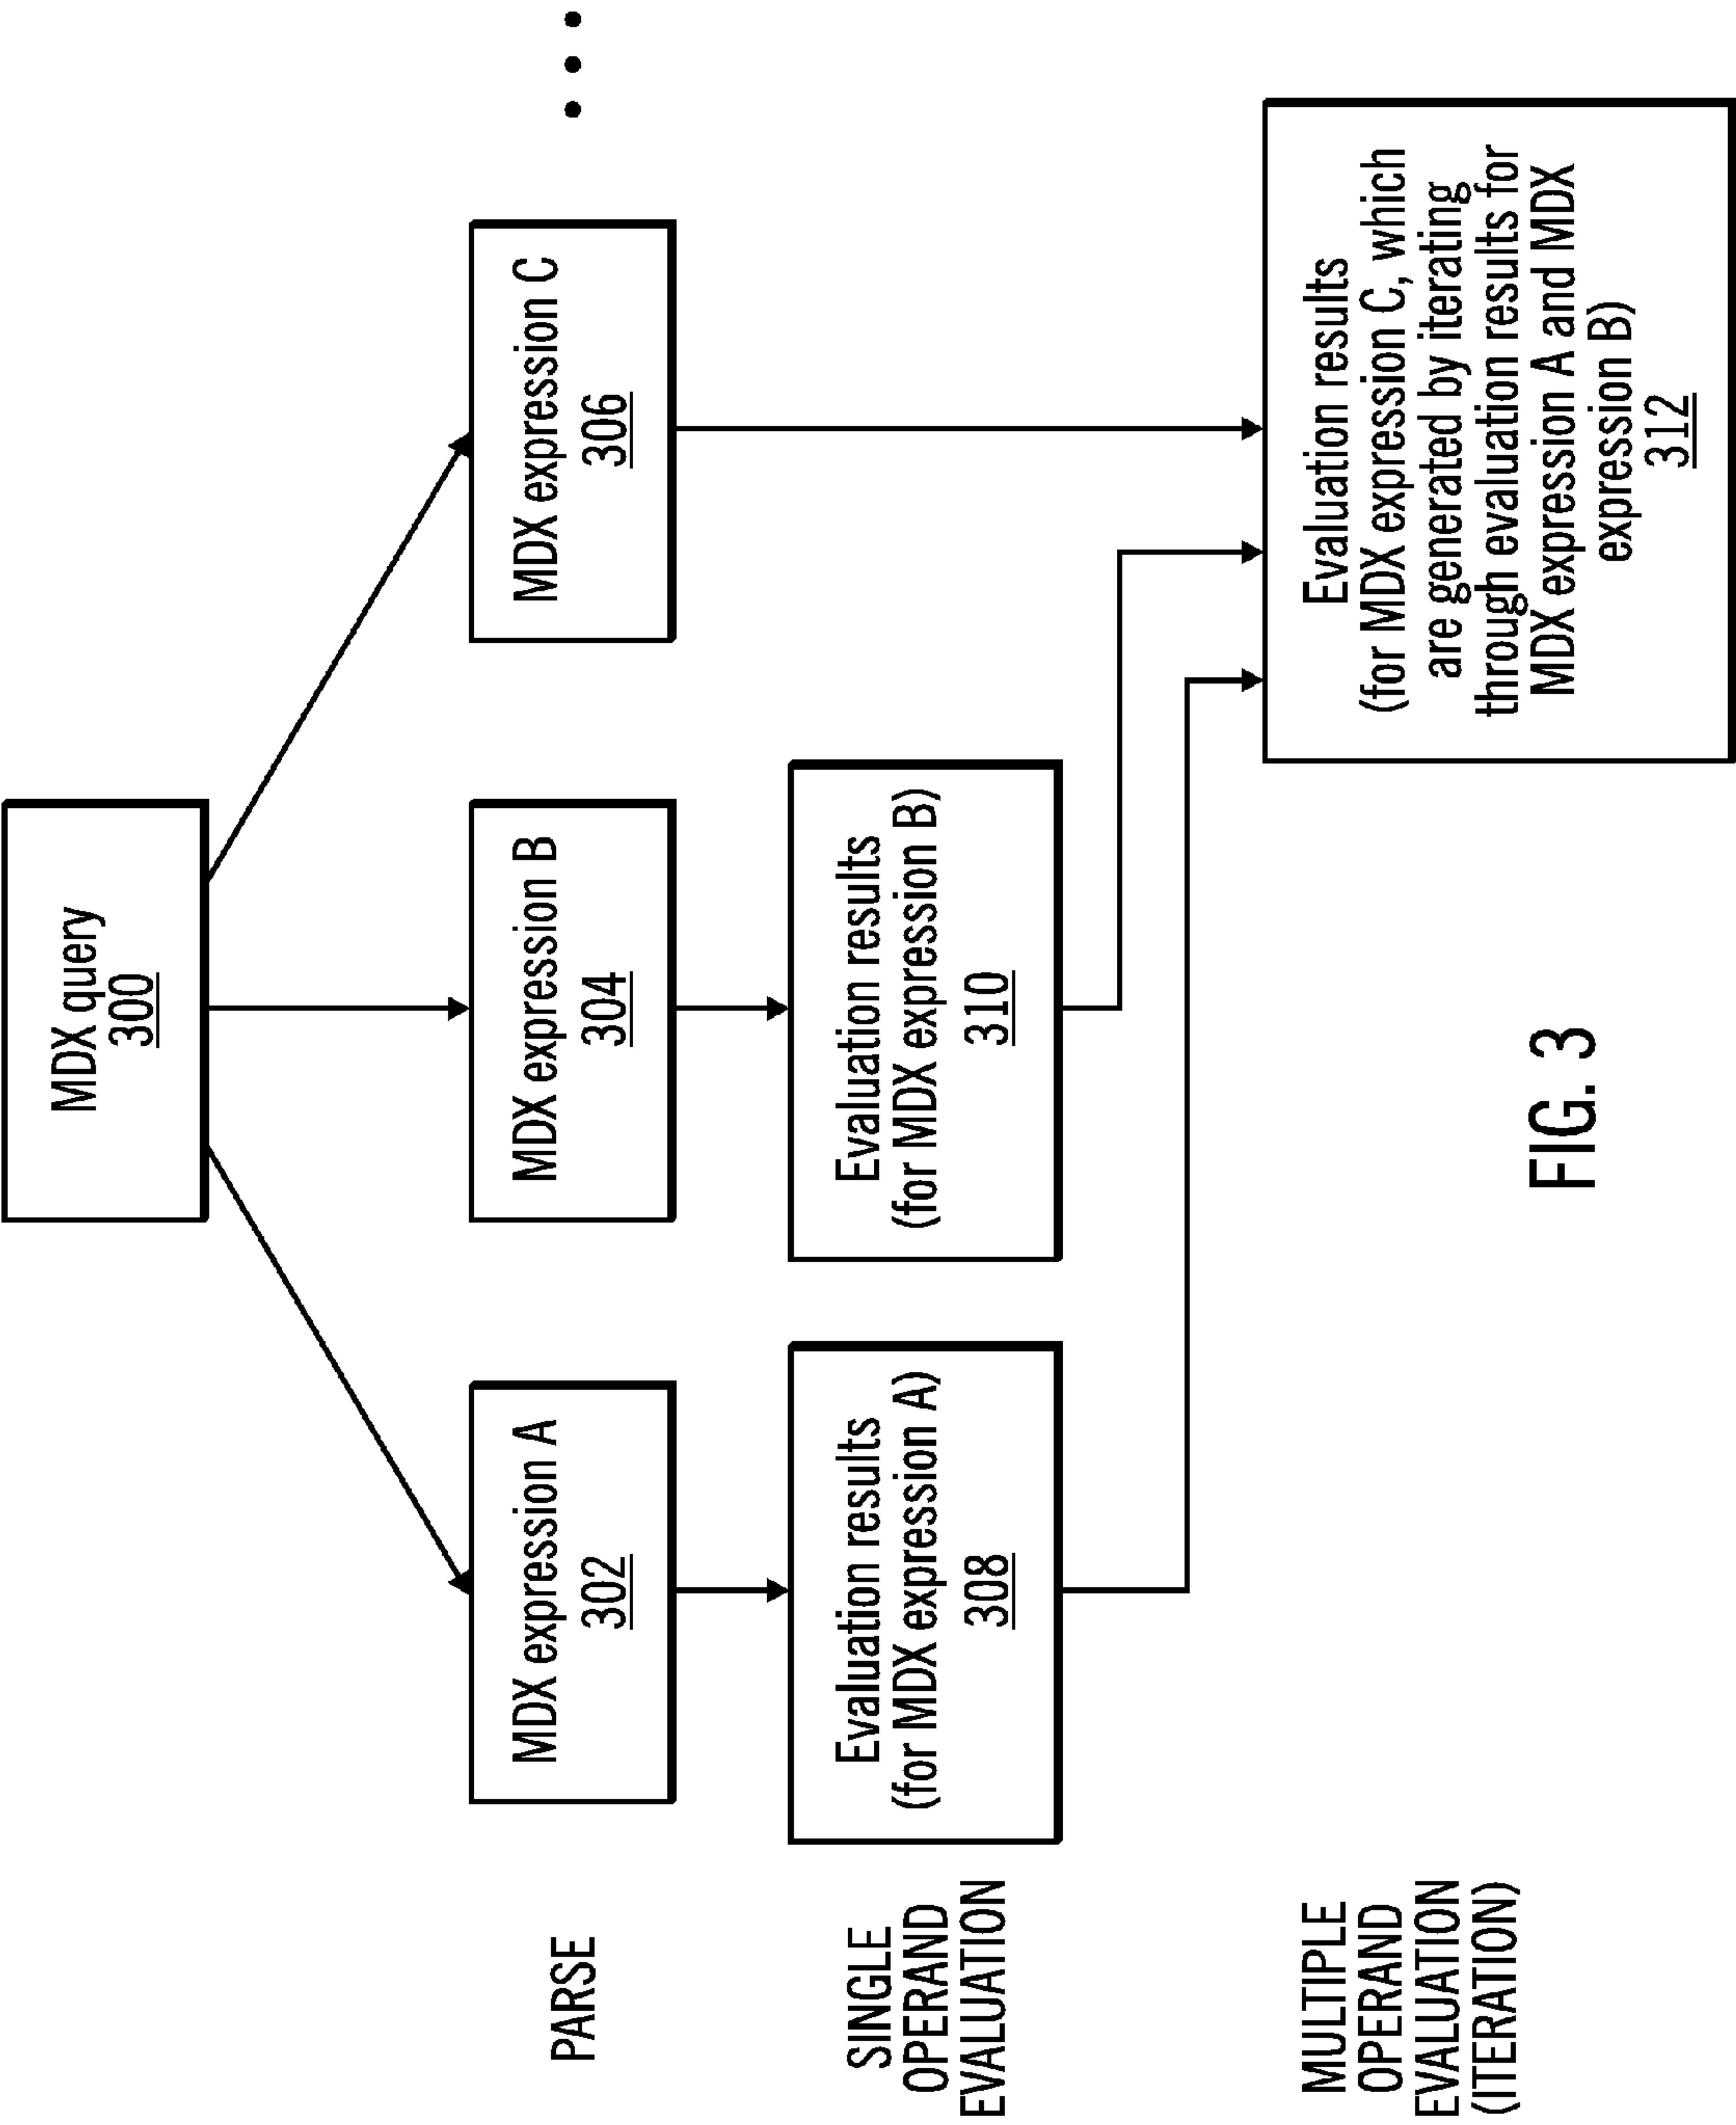 MDX query
300
PARSE
MDX expression A
302
MDX expression B
304
MDX expression C
306
SINGLE
OPERAND
EVALUATION
Evaluation results
(for MDX expression A)
308
Evaluation results
(for MDX expression B)
310
MULTIPLE
OPERAND
EVALUATION
(ITERATION)
Evaluation results
(for MDX expression C, which
are generated by iterating
through evaluation results for
MDX expression A and MDX
expression B)
312
FIG. 3